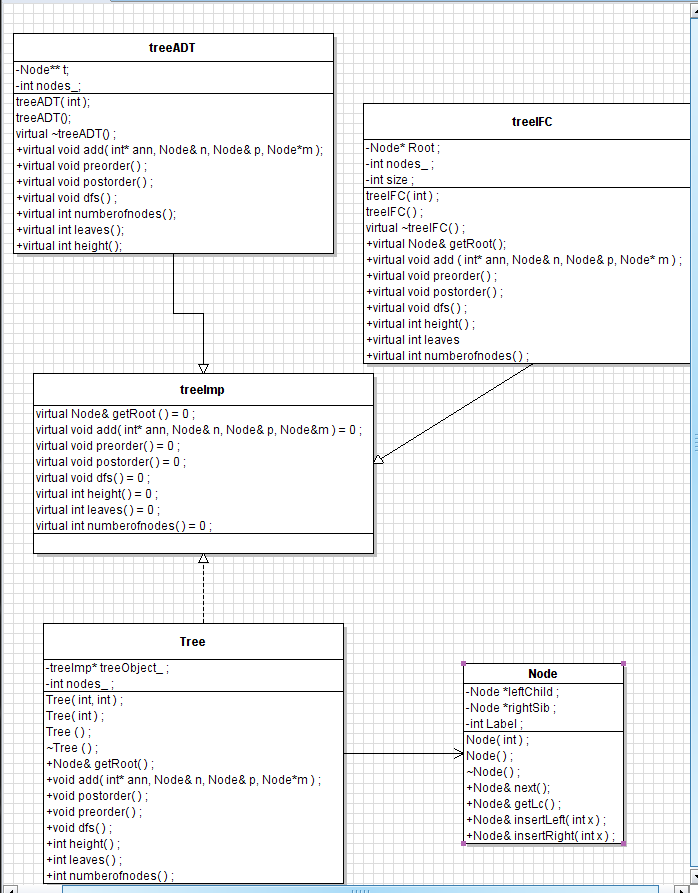 treeADT
-Node** t;
-int nodes_;
treeADT( int );
treeADT();
virtual ~treeADT() ;
+virtual void add( int* ann, Node& n, Node& p, Node*m );
+virtual void preorder( ) ;
+virtual void postorder( ) ;
+virtual void dfs( ) ;
+virtual int numberofnodes( );
+virtual int leaves( );
+virtual int height( );
treeIFC
-Node* Root ;
-int nodes_ ;
-int size ;
treeIFC( int ) ;
treeIFC( ) ;
virtual ~treeIFC( ) ;
+virtual Node& getRoot( );
+virtual void add ( int* ann, Node& n, Node& p, Node* m ) ;
+virtual void preorder( ) ;
+virtual void postorder( ) ;
+virtual void dfs( ) ;
+virtual int height( ) ;
+virtual int leaves
+virtual int numberofnodes( ) ;
treeImp
virtual Node& getRoot ( ) = 0 ;
virtual void add( int* ann, Node& n, Node& p, Node&m ) = 0 ;
virtual void preorder( ) = 0 ;
virtual void postorder( ) = 0 ;
virtual void dfs( ) = 0 ;
virtual int height( ) = 0 ;
virtual int leaves( ) = 0 ;
virtual int numberofnodes( ) = 0 ;
Tree
-treeImp* treeObject_ ;
-int nodes_ ;
Tree( int, int ) ;
Tree( int ) ;
Tree ( ) ;
~Tree ( ) ;
+Node& getRoot( ) ;
+void add( int* ann, Node& n, Node& p, Node*m ) ;
+void postorder( ) ;
+void preorder( ) ;
+void dfs( ) ;
+int height( ) ;
+int leaves( ) ;
+int numberofnodes( ) ;
Node
-Node *leftChild ;
-Node *rightSib ;
-int Label ;
Node( int ) ;
Node( ) ;
~Node( ) ;
+Node& next( );
+Node& getLc( ) ;
+Node& insertLeft( int x ) ;
+Node& insertRight( int x ) ;